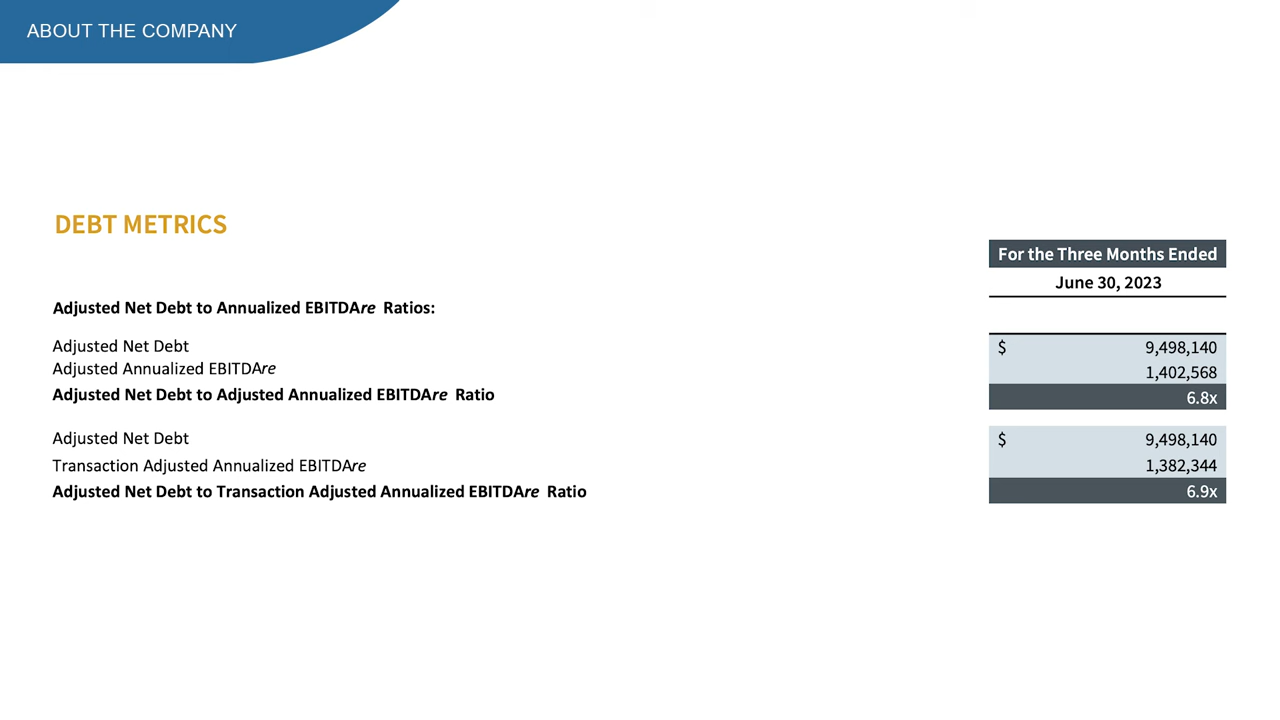 ABOUT THE COMPANY
DEBT METRICS
For the Three Months Ended
June 30, 2023
Adjusted Net Debt to Annualized EBITDAre Ratios:
Adjusted Net Debt $ 9,498,140
Adjusted Annualized EBITDAre 1,402,568
Adjusted Net Debt to Adjusted Annualized EBITDAre Ratio 6.8x
Adjusted Net Debt $ 9,498,140
Transaction Adjusted Annualized EBITDAre 1,382,344
Adjusted Net Debt to Transaction Adjusted Annualized EBITDAre Ratio 6.9x